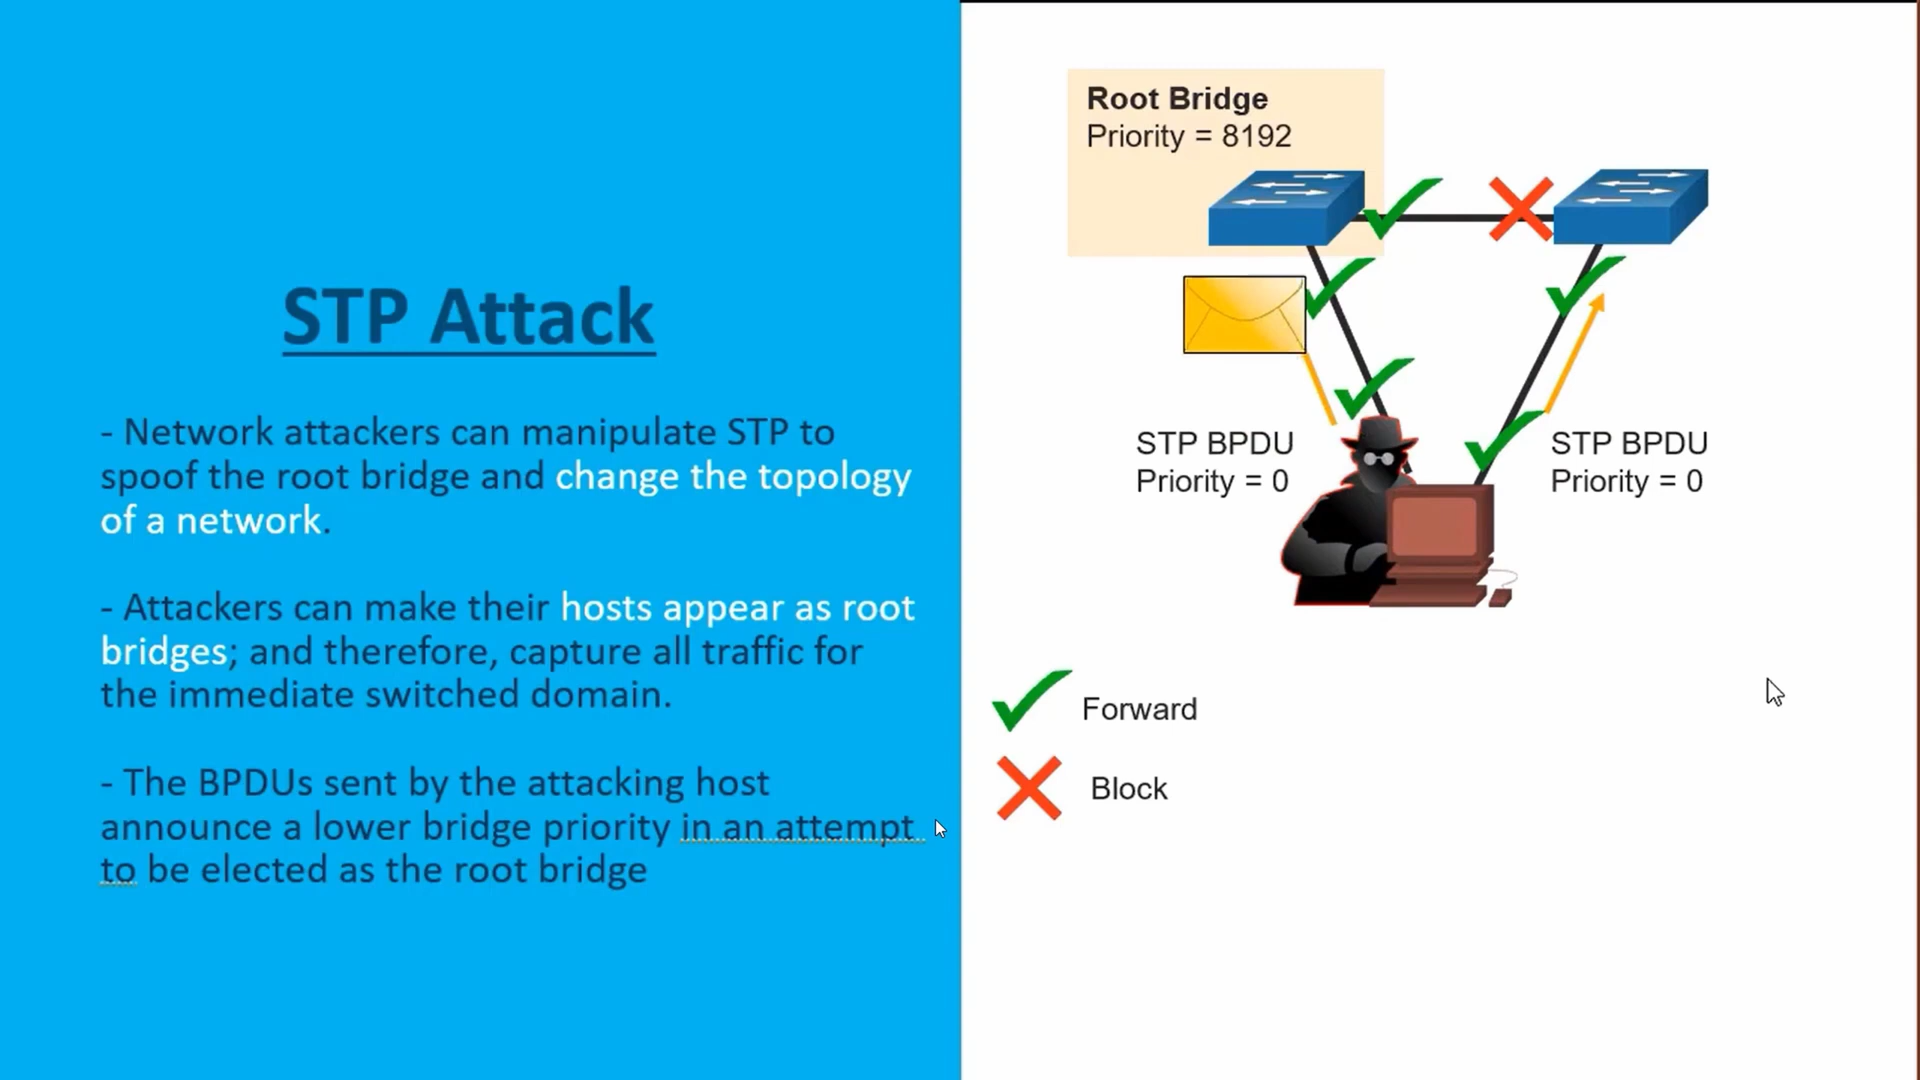 STP Attack
- Network attackers can manipulate STP to
spoof the root bridge and change the topology
of a network.
- Attackers can make their hosts appear as root
bridges; and therefore, capture all traffic for
the immediate switched domain.
- The BPDUs sent by the attacking host
announce a lower bridge priority in an attempt
to be elected as the root bridge
Root Bridge
Priority = 8192
STP BPDU
Priority = 0
STP BPDU
Priority = 0
Forward
Block